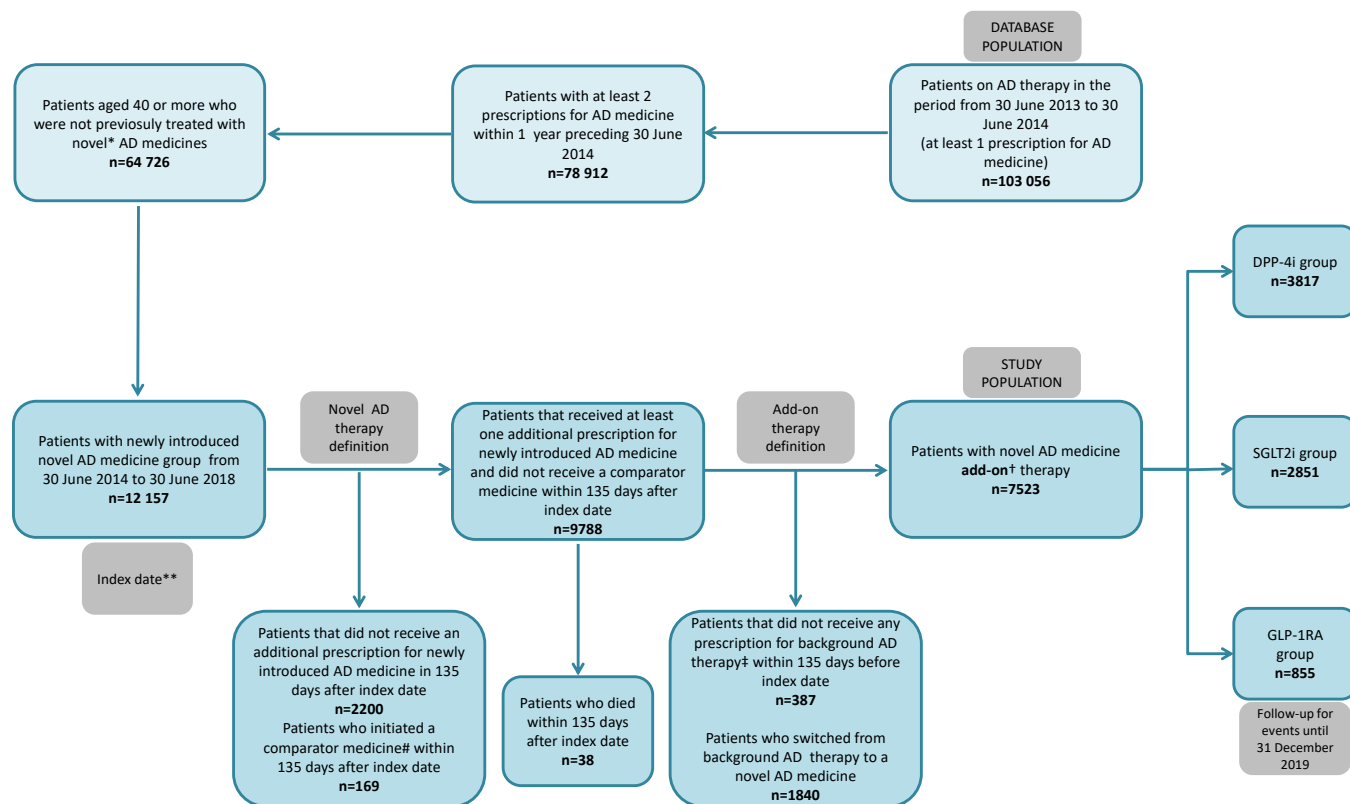 DATABASE
POPULATION
Patients on AD therapy in the
period from 30 June 2013 to 30
June 2014
(at least 1 prescription for AD
medicine)
n=103 056
Patients with at least 2
prescriptions for AD medicine
within 1 year preceding 30 June
2014
n=78 912
Patients aged 40 or more who
were not previosuly treated with
novel* AD medicines
n=64 726
Patients with newly introduced
novel AD medicine group from
30 June 2014 to 30 June 2018
n=12 157
Index date**
Novel AD
therapy
definition
Patients that did not receive an
additional prescription for newly
introduced AD medicine in 135
days after index date
n=2200
Patients who initiated a
comparator medicine# within
135 days after index date
n=169
Patients that received at least
one additional prescription for
newly introduced AD medicine
and did not receive a comparator
medicine within 135 days after
index date
n=9788
Patients who died
within 135 days
after index date
n=38
Add-on
therapy
definition
Patients that did not receive any
prescription for background AD
therapy‡ within 135 days before
index date
n=387
Patients who switched from
background AD therapy to a
novel AD medicine
n=1840
STUDY
POPULATION
Patients with novel AD medicine
add-on† therapy
n=7523
DPP-4i group
n=3817
SGLT2i group
n=2851
GLP-1RA
group
n=855
Follow-up for
events until
31 December
2019